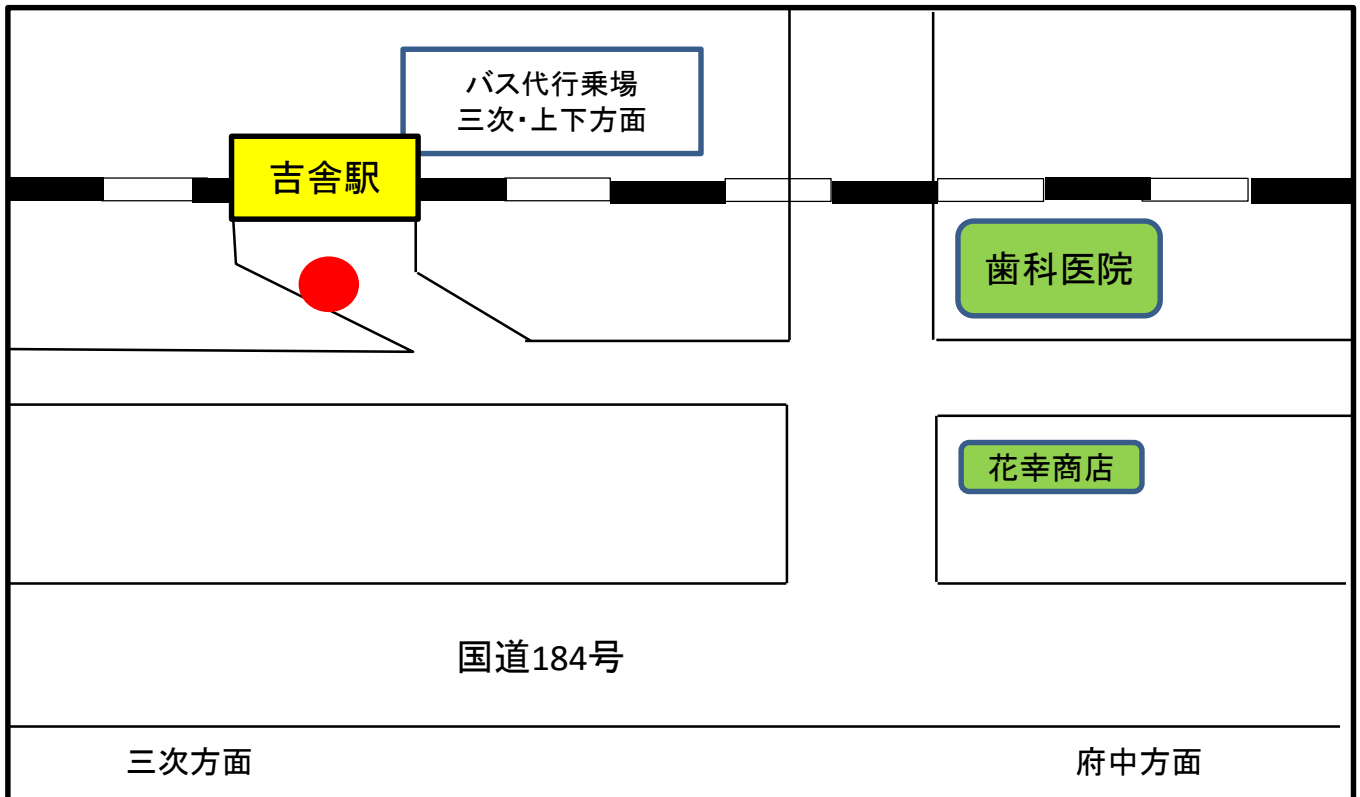 バス代行乗場
三次・上下方面
吉舎駅
歯科医院
花幸商店
国道184号
三次方面
府中方面